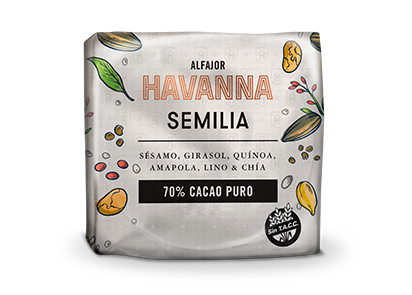 ALFAJOR
HAVANNA
SEMILIA
SÉSAMO, GIRASOL, QUÍNOA,
AMAPOLA, LINO & CHÍA
70% CACAO PURO
Sin T.A.C.C.